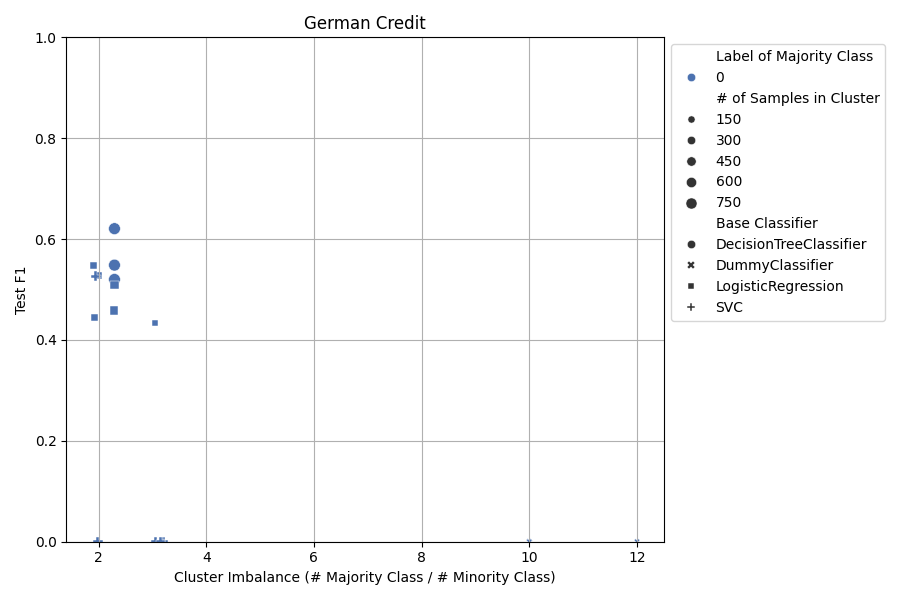 German Credit
Test F1
1.0
0.8
0.6
0.4
0.2
0.0
2 4 6 8 10 12
Cluster Imbalance (# Majority Class / # Minority Class)
Label of Majority Class
0
# of Samples in Cluster
150
300
450
600
750
Base Classifier
DecisionTreeClassifier
DummyClassifier
LogisticRegression
SVC